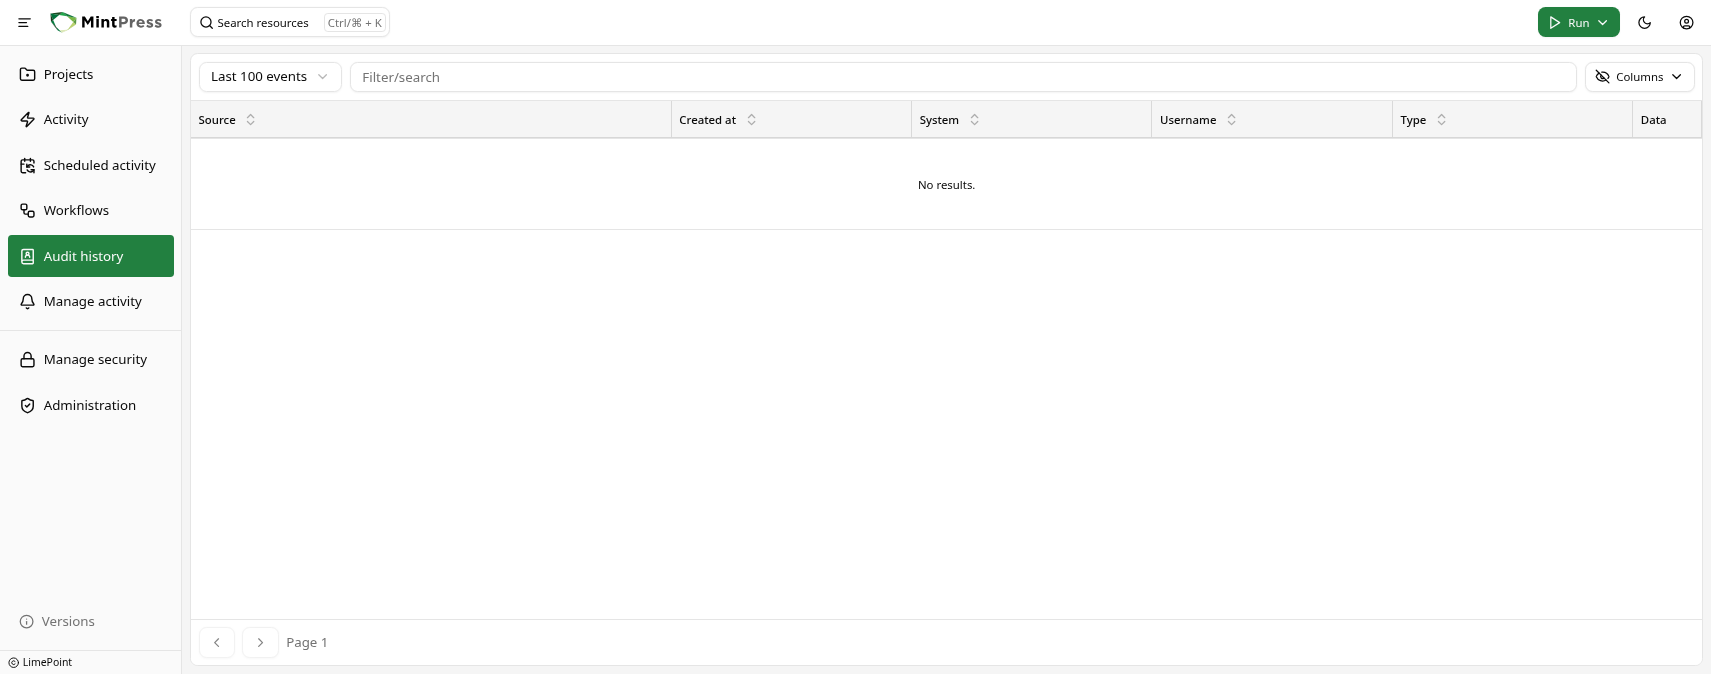 MintPress
Search resources Ctrl/⌘ + K
Run
Projects
Activity
Scheduled activity
Workflows
Audit history
Manage activity
Manage security
Administration
Versions
© LimePoint
Last 100 events
Filter/search
Columns
Source Created at System Username Type Data
No results.
Page 1